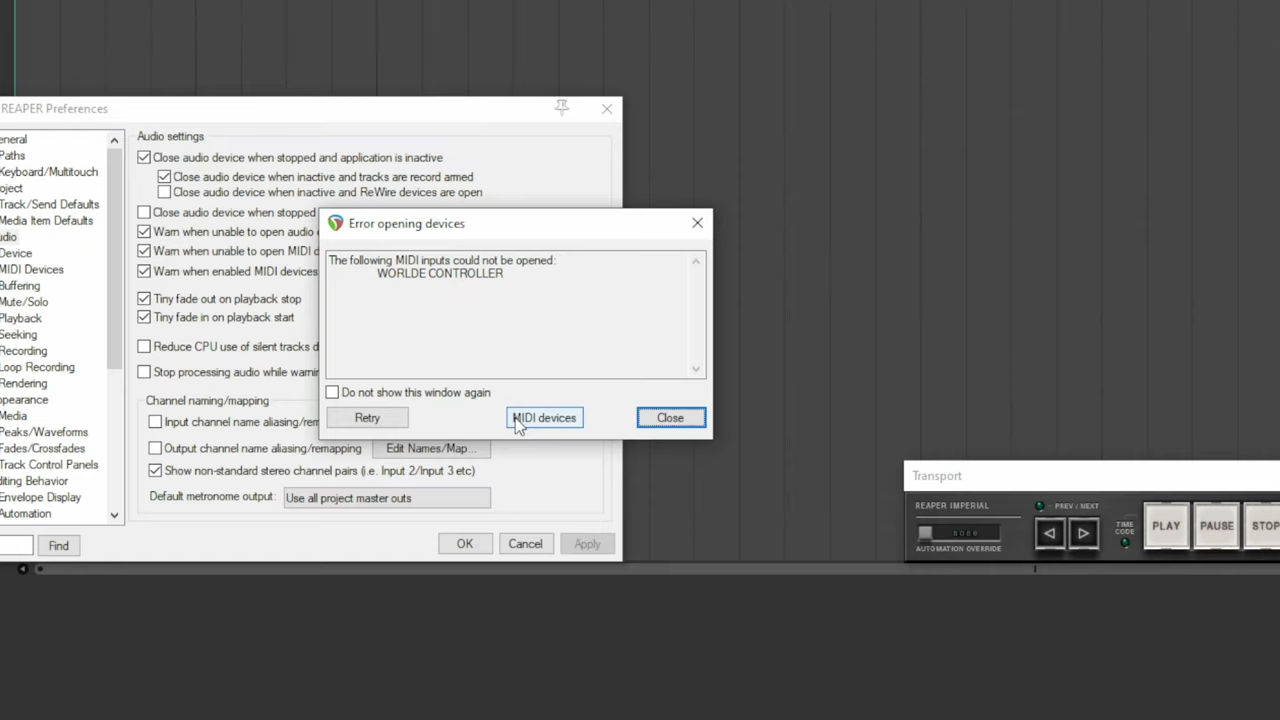 REAPER Preferences
eneral
Paths
Keyboard/Multitouch
oject
Track/Send Defaults
Media Item Defaults
udio
Device
MIDI Devices
Buffering
Mute/Solo
Playback
Seeking
Recording
Loop Recording
Rendering
pearance
Media
Peaks/Waveforms
Fades/Crossfades
Track Control Panels
diting Behavior
Envelope Display
Automation
Find
Audio settings
Close audio device when stopped and application is inactive
Close audio device when inactive and tracks are record armed
Close audio device when inactive and ReWire devices are open
Close audio device when stopped
Warn when unable to open audio
Warn when unable to open MIDI d
Warn when enabled MIDI devices
Tiny fade out on playback stop
Tiny fade in on playback start
Reduce CPU use of silent tracks d
Stop processing audio while warnin
Channel naming/mapping
Input channel name aliasing/rem
Output channel name aliasing/remapping
Edit Names/Map...
Show non-standard stereo channel pairs (i.e. Input 2/Input 3 etc)
Default metronome output:
Use all project master outs
OK
Cancel
Apply
Error opening devices
The following MIDI inputs could not be opened:
WORLDE CONTROLLER
Do not show this window again
Retry
MIDI devices
Close
Transport
REAPER IMPERIAL
none
AUTOMATION OVERRIDE
PREV / NEXT
TIME
CODE
PLAY
PAUSE
STOP